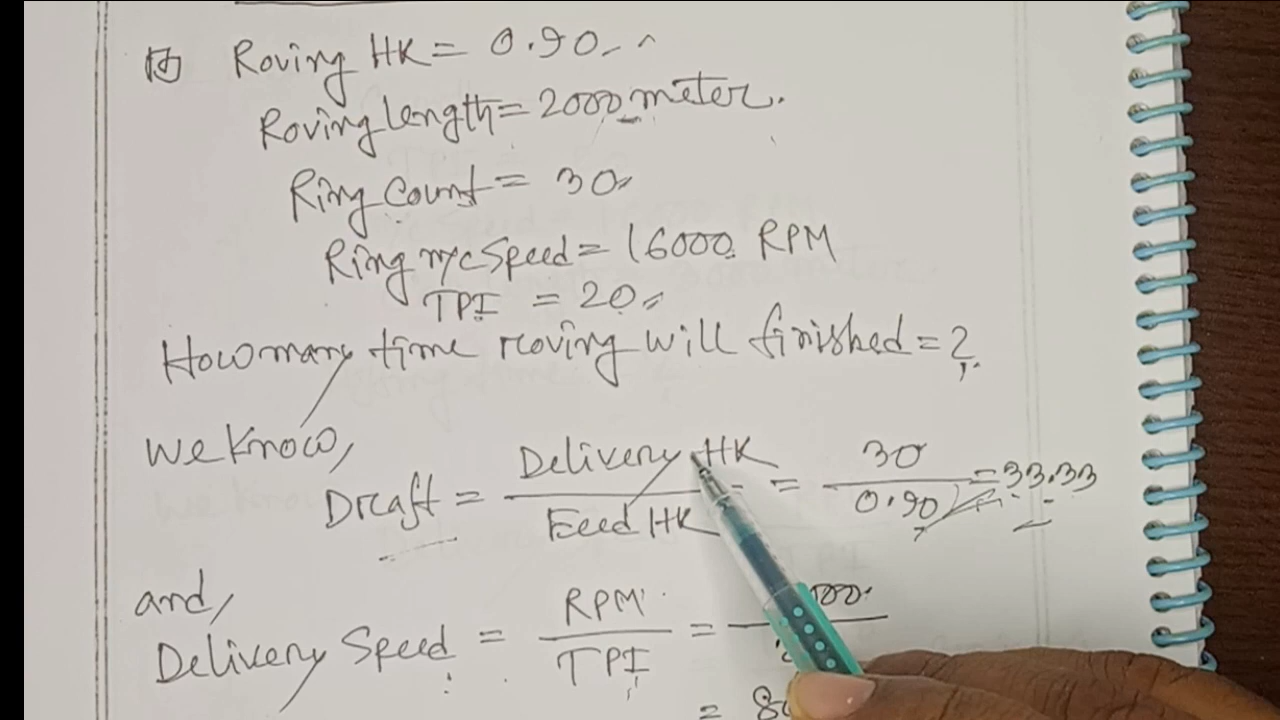 Roving HK = 0.90
Roving length = 2000 meter.
Ring Count = 30
Ring m/c Speed = 16000 RPM
TPI = 20
How many time roving will finished = ?
We Know,
Draft = Delivery HK / Feed HK = 30 / 0.90 = 33.33
and,
Delivery Speed = RPM / TPI =
=